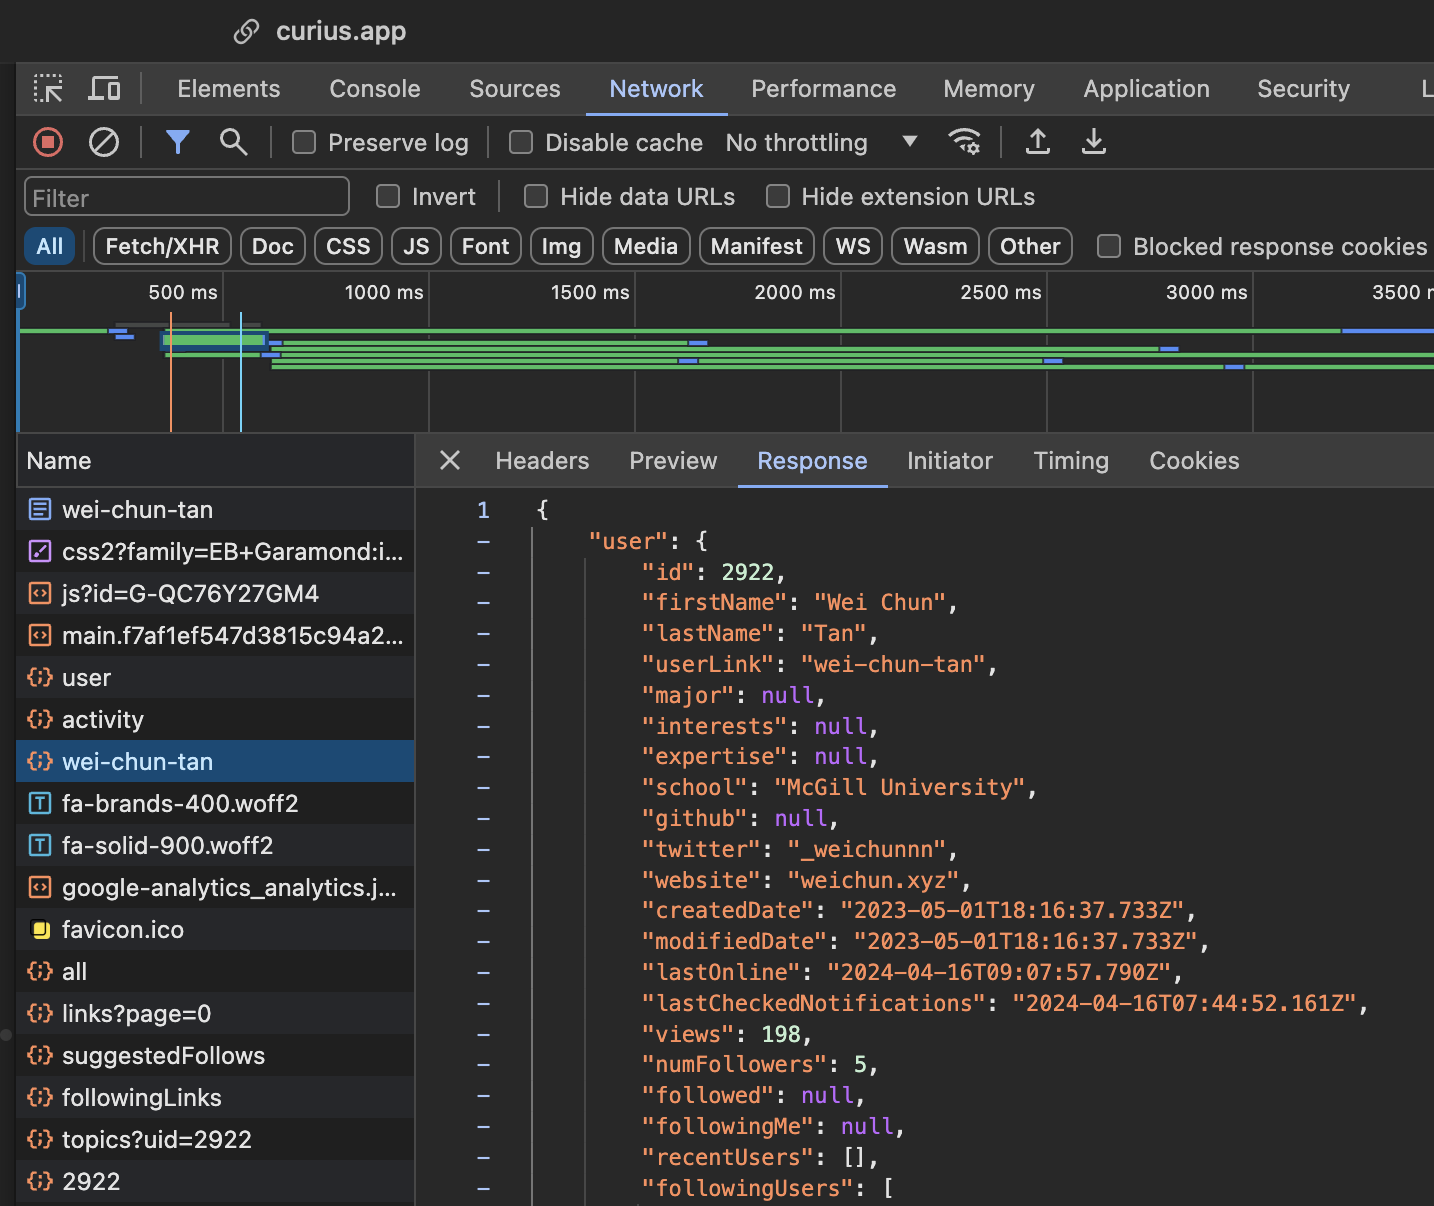 curius.app
Elements Console Sources Network Performance Memory Application Security L
Preserve log Disable cache No throttling
Filter Invert Hide data URLs Hide extension URLs
All Fetch/XHR Doc CSS JS Font Img Media Manifest WS Wasm Other Blocked response cookies
500 ms 1000 ms 1500 ms 2000 ms 2500 ms 3000 ms 3500 m
Name
wei-chun-tan
css2?family=EB+Garamond:i...
js?id=G-QC76Y27GM4
main.f7af1ef547d3815c94a2...
user
activity
wei-chun-tan
fa-brands-400.woff2
fa-solid-900.woff2
google-analytics_analytics.j...
favicon.ico
all
links?page=0
suggestedFollows
followingLinks
topics?uid=2922
2922
Headers Preview Response Initiator Timing Cookies
1 {
– "user": {
– "id": 2922,
– "firstName": "Wei Chun",
– "lastName": "Tan",
– "userLink": "wei-chun-tan",
– "major": null,
– "interests": null,
– "expertise": null,
– "school": "McGill University",
– "github": null,
– "twitter": "_weichunnn",
– "website": "weichun.xyz",
– "createdDate": "2023-05-01T18:16:37.733Z",
– "modifiedDate": "2023-05-01T18:16:37.733Z",
– "lastOnline": "2024-04-16T09:07:57.790Z",
– "lastCheckedNotifications": "2024-04-16T07:44:52.161Z",
– "views": 198,
– "numFollowers": 5,
– "followed": null,
– "followingMe": null,
– "recentUsers": [],
– "followingUsers": [